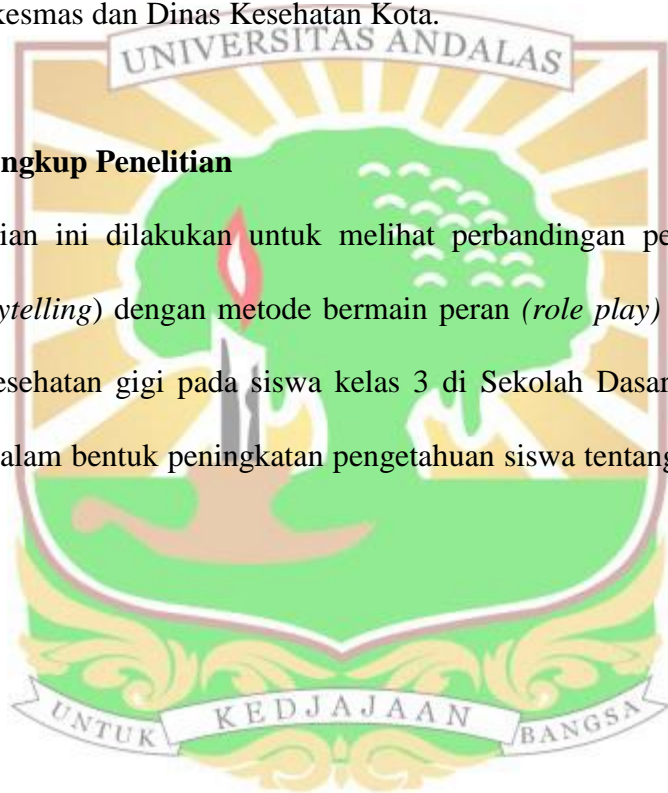 kesmas dan Dinas Kesehatan Kota.
UNIVERSITAS ANDALAS
ngkup Penelitian
ian ini dilakukan untuk melihat perbandingan pe
ytelling) dengan metode bermain peran (role play)
esehatan gigi pada siswa kelas 3 di Sekolah Dasar
alam bentuk peningkatan pengetahuan siswa tentang
UNTUK KEDJAJAAN BANGSA